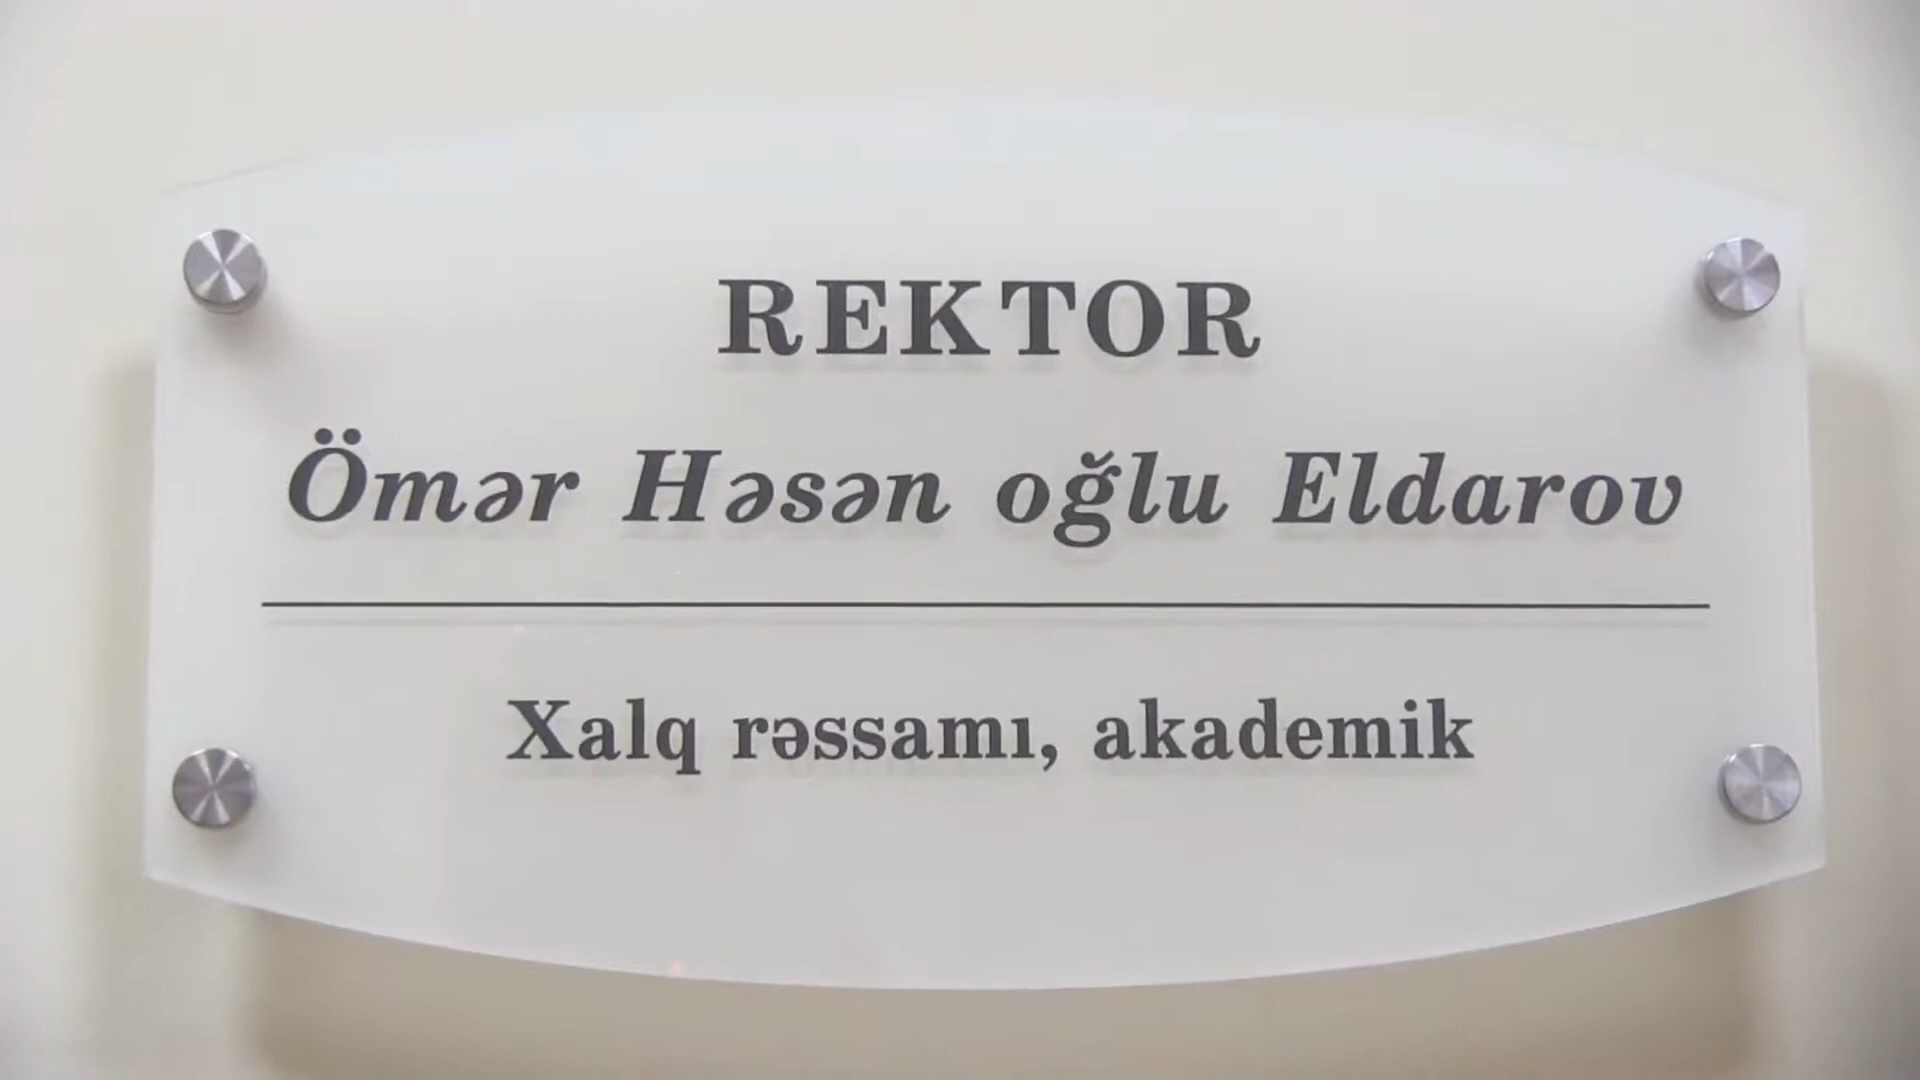 REKTOR
Ömər Həsən oğlu Eldarov
Xalq rəssamı, akademik